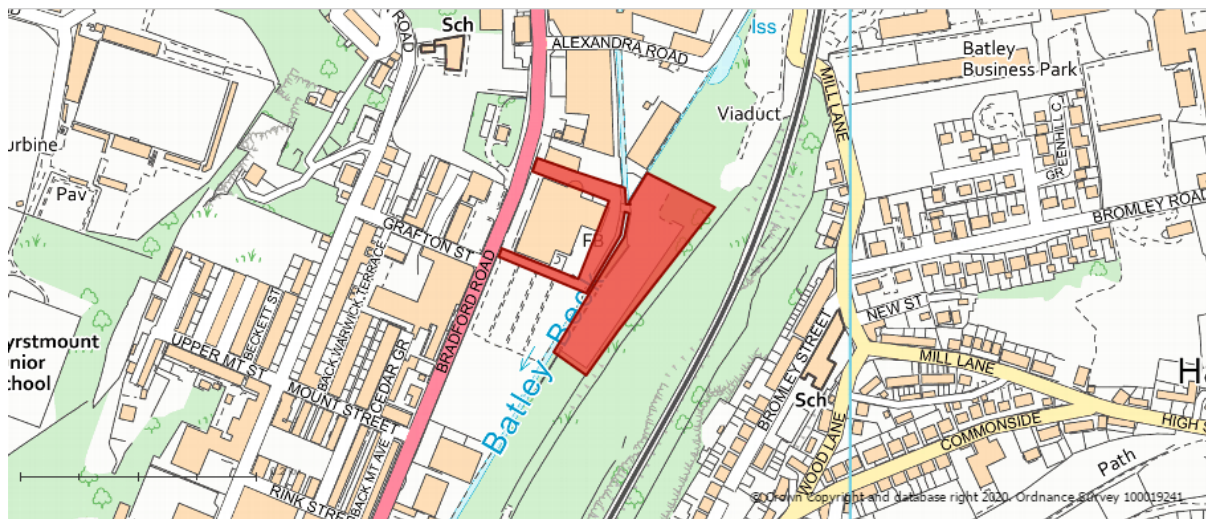 Sch
ROAD
ALEXANDRA ROAD
Iss
Batley
Business Park
MILL LANE
Viaduct
GREENHILL C
GR
urbine
Pav
BROMLEY ROAD
GRAFTON ST
FB
BRADFORD ROAD
BACK WARWICK TERRACE
BECKETT ST
NEW ST
yrstmount
nior
chool
UPPER MT ST
CEDAR GR
MOUNT STREET
Batley Bec
BROMLEY STREET
MILL LANE
H
Sch
COMMONSIDE
HIGH S
WOOD LANE
BACK MT AVE
RINK STREET
Path
© Crown Copyright and database right 2020. Ordnance Survey 100019241